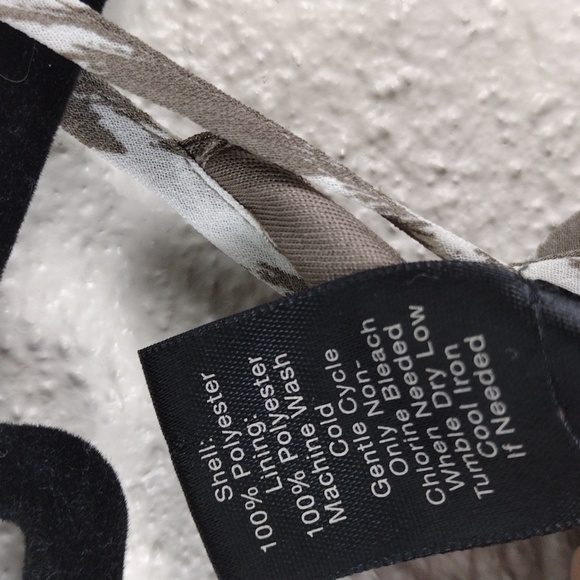 Shell:
100% Polyester
Lining:
100% Polyester
Machine Wash
Cold
Gentle Cycle
Only Non-
Chlorine Bleach
When Needed
Tumble Dry Low
Cool Iron
If Needed